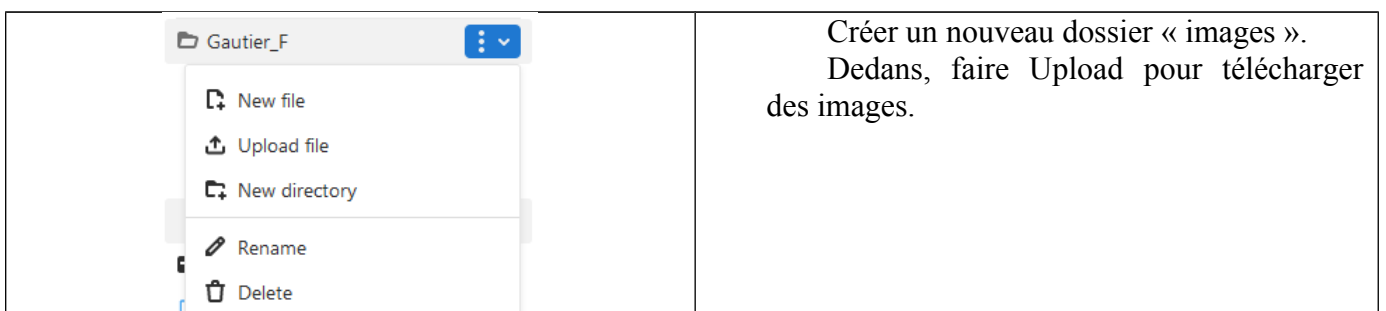 Gautier_F
New file
Upload file
New directory
Rename
Delete
Créer un nouveau dossier « images ».
Dedans, faire Upload pour télécharger
des images.